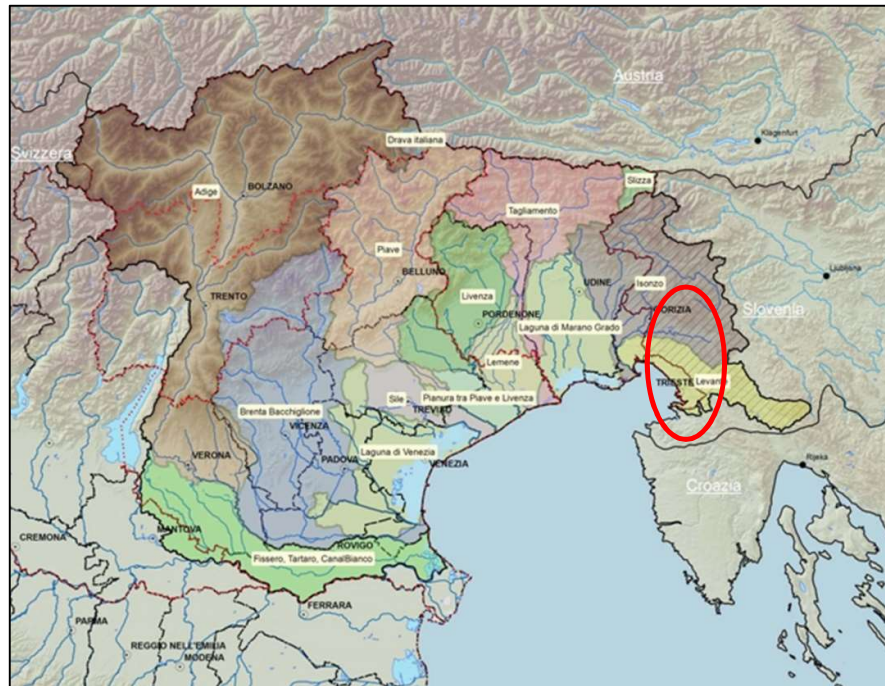 Austria
Klagenfurt
Svizzera
Drava italiana
Slizza
BOLZANO
Adige
Tagliamento
Piave
BELLUNO
UDINE
Isonzo
Ljubljana
TRENTO
Livenza
Slovenia
PORDENONE
GORIZIA
Laguna di Marano Grado
Lemene
TRIESTE
Levante
Sile
Pianura tra Piave e Livenza
TREVISO
Brenta Bacchiglione
VICENZA
Laguna di Venezia
VERONA
PADOVA
VENEZIA
Rijeka
Croazia
MANTOVA
CREMONA
ROVIGO
Fissero, Tartaro, CanalBianco
FERRARA
PARMA
REGGIO NELL'EMILIA
MODENA